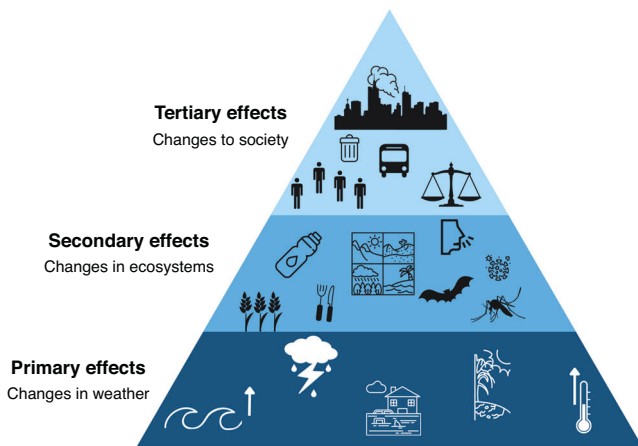 Tertiary effects
Changes to society
Secondary effects
Changes in ecosystems
Primary effects
Changes in weather